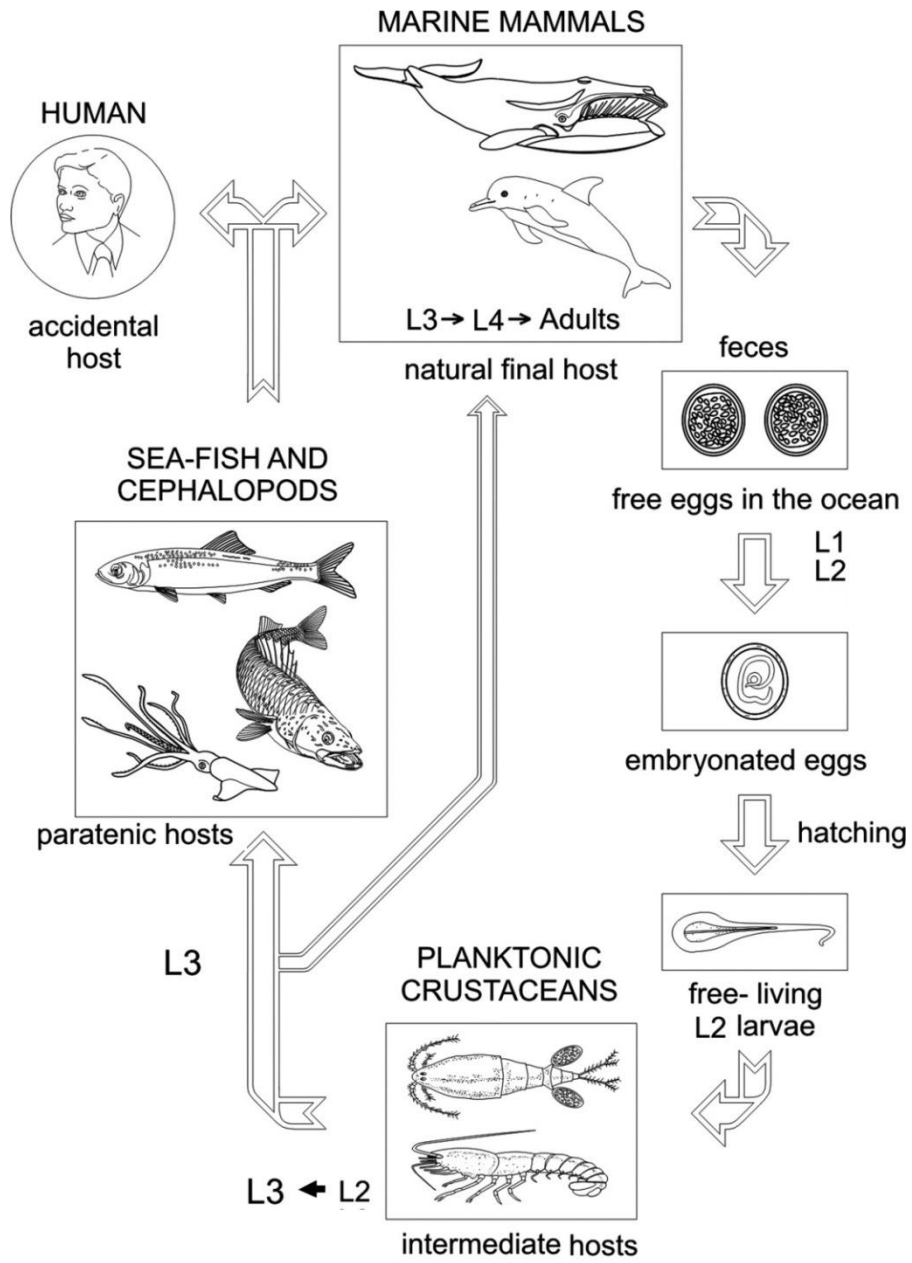 MARINE MAMMALS
L3→ L4→ Adults
natural final host
HUMAN
accidental
host
feces
free eggs in the ocean
L1
L2
embryonated eggs
hatching
free- living
L2 larvae
PLANKTONIC
CRUSTACEANS
intermediate hosts
L3 ← L2
L3
SEA-FISH AND
CEPHALOPODS
paratenic hosts